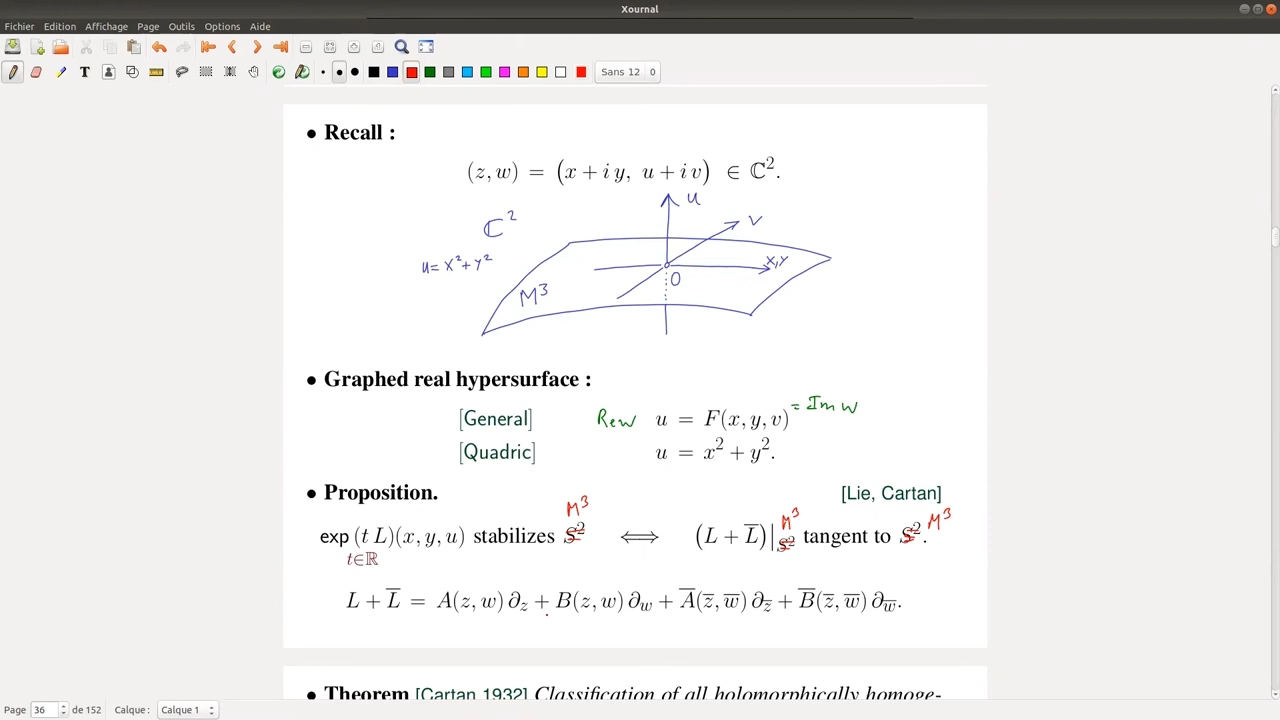 Xournal
Fichier Edition Affichage Page Outils Options Aide
Sans 12 0
• Recall :
(z, w) = (x + i y, u + i v) ∈ ℂ².
u
ℂ²
v
u = x² + y²
x,y
0
M³
• Graphed real hypersurface :
[General] Re w u = F(x, y, v) = Im w
[Quadric] u = x² + y².
• Proposition. [Lie, Cartan]
M³ M³ M³
exp (t L)(x, y, u) stabilizes S² ⟺ (L + L̅)|S² tangent to S².
t∈ℝ
L + L̅ = A(z, w) ∂z + B(z, w) ∂w + A̅(z̅, w̅) ∂z̅ + B̅(z̅, w̅) ∂w̅.
• Theorem [Cartan 1932] Classification of all holomorphically homoge-
Page 36 de 152 Calque : Calque 1